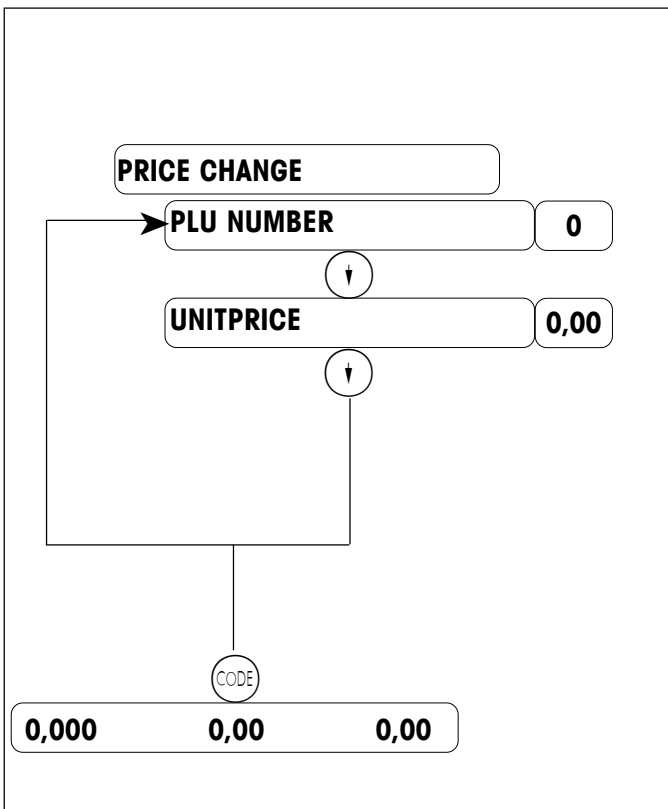 PRICE CHANGE
PLU NUMBER 0
UNITPRICE 0,00
CODE
0,000 0,00 0,00